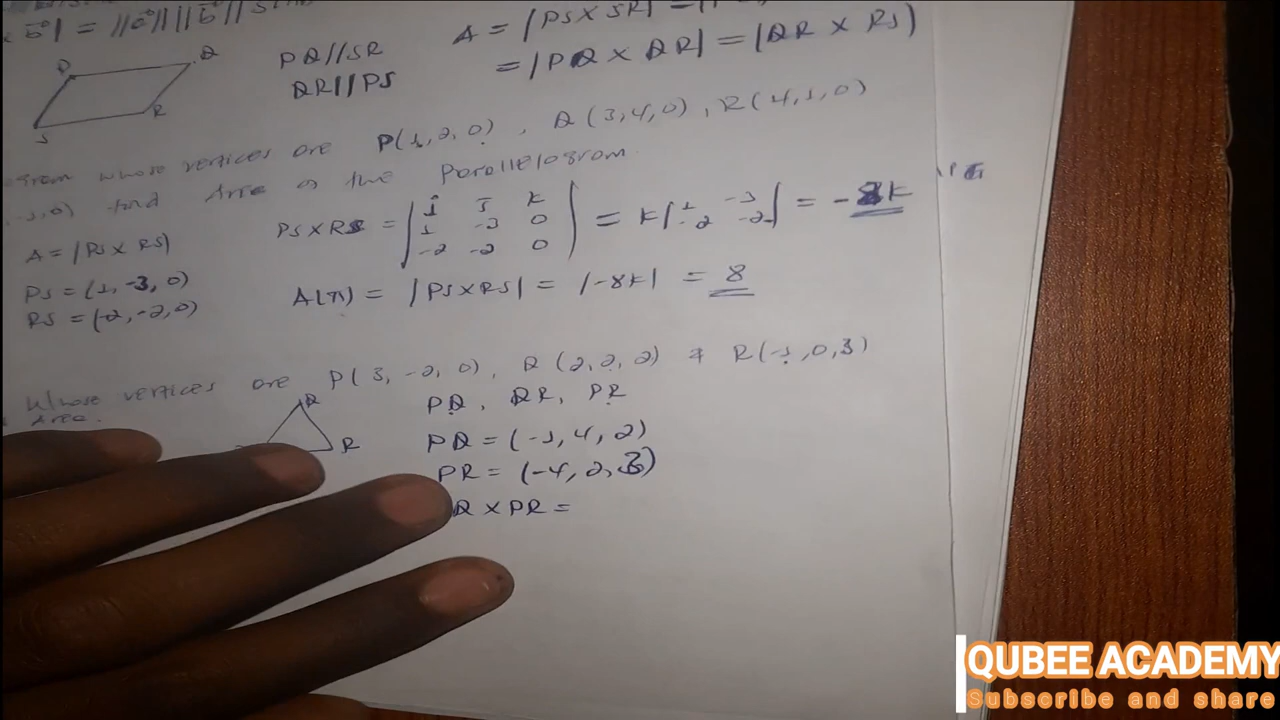 b⃗| = ||a⃗|| ||b⃗||
A = |PS × SR| =
PQ//SR
= |PQ × QR| = |QR × RS|
QR//PS
Q
R
S
whose vertices are P(1,2,0), Q(3,4,0), R(4,1,0)
find Area of the Parallelogram.
A = |PS × RS|
PS × RS = | i j k
1 -3 0
-2 -2 0 | = k | 1 -3
-2 -2 | = -8k
PS = (1, -3, 0)
RS = (-2, -2, 0)
A(π) = |PS×RS| = |-8k| = 8
whose vertices are P(3, -2, 0), Q(2,2,2) & R(-1,0,3)
Area.
Q
R
PQ, QR, PR
PQ = (-1, 4, 2)
PR = (-4, 2, 3)
Q × PR =
QUBEE ACADEMY
Subscribe and share